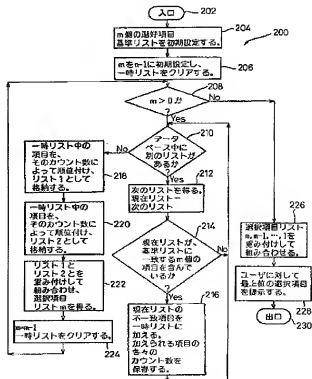 入口
202
200
204
m個の選好項目
基準リストを初期設定する。
206
mをn-1に初期設定し、
一時リストをクリアする。
208
m>0か
No
Yes
210
データ
ベース中に
別のリストが
あるか
No
Yes
212
次のリストを得る。
現在リスト=
次のリスト
214
現在リストが、
基準リストに
一致するm個の
項目を含んで
いるか
No
Yes
216
現在リストの
不一致項目を
一時リストに
加える。
加えられる項目の
各々の
カウント数を
保存する。
一時リスト中の
項目を、
そのカウント数に
よって順位付け、
リスト1として
格納する。
218
一時リスト中の
項目を、
そのカウント数に
よって順位付け、
リスト2として
格納する。
220
リスト1と
リスト2とを
重み付けして
組み合わせ、
選択項目
リストmを得る。
222
m=m-1
一時リストをクリアする。
224
226
選択項目リスト
m,m-1,…,1を
重み付けして
組み合わせる。
ユーザに対して
最上位の選択項目
を提示する。
228
出口
230